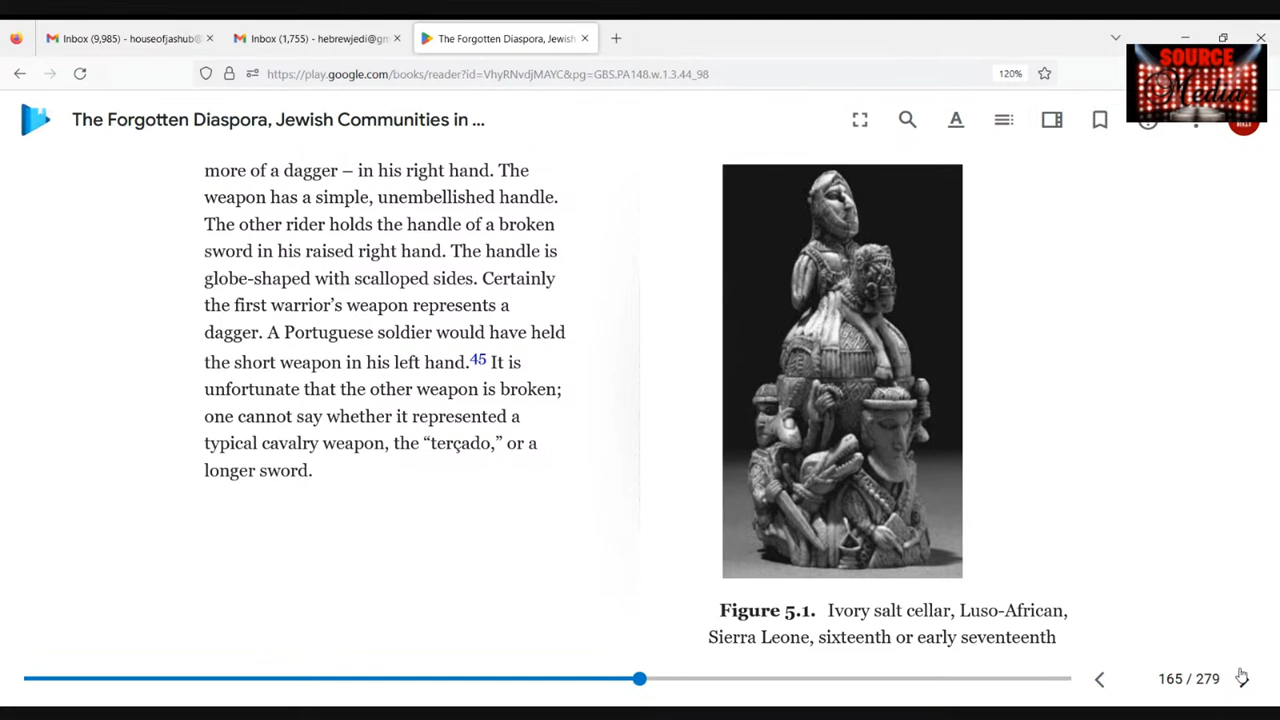 Inbox (9,985) - houseofjashub@
Inbox (1,755) - hebrewjedi@gm
The Forgotten Diaspora, Jewish
https://play.google.com/books/reader?id=VhyRNvdjMAYC&pg=GBS.PA148.w.1.3.44_98
120%
SOURCE
Media
The Forgotten Diaspora, Jewish Communities in ...
more of a dagger – in his right hand. The
weapon has a simple, unembellished handle.
The other rider holds the handle of a broken
sword in his raised right hand. The handle is
globe-shaped with scalloped sides. Certainly
the first warrior's weapon represents a
dagger. A Portuguese soldier would have held
the short weapon in his left hand.45 It is
unfortunate that the other weapon is broken;
one cannot say whether it represented a
typical cavalry weapon, the “terçado,” or a
longer sword.
Figure 5.1. Ivory salt cellar, Luso-African,
Sierra Leone, sixteenth or early seventeenth
165 / 279